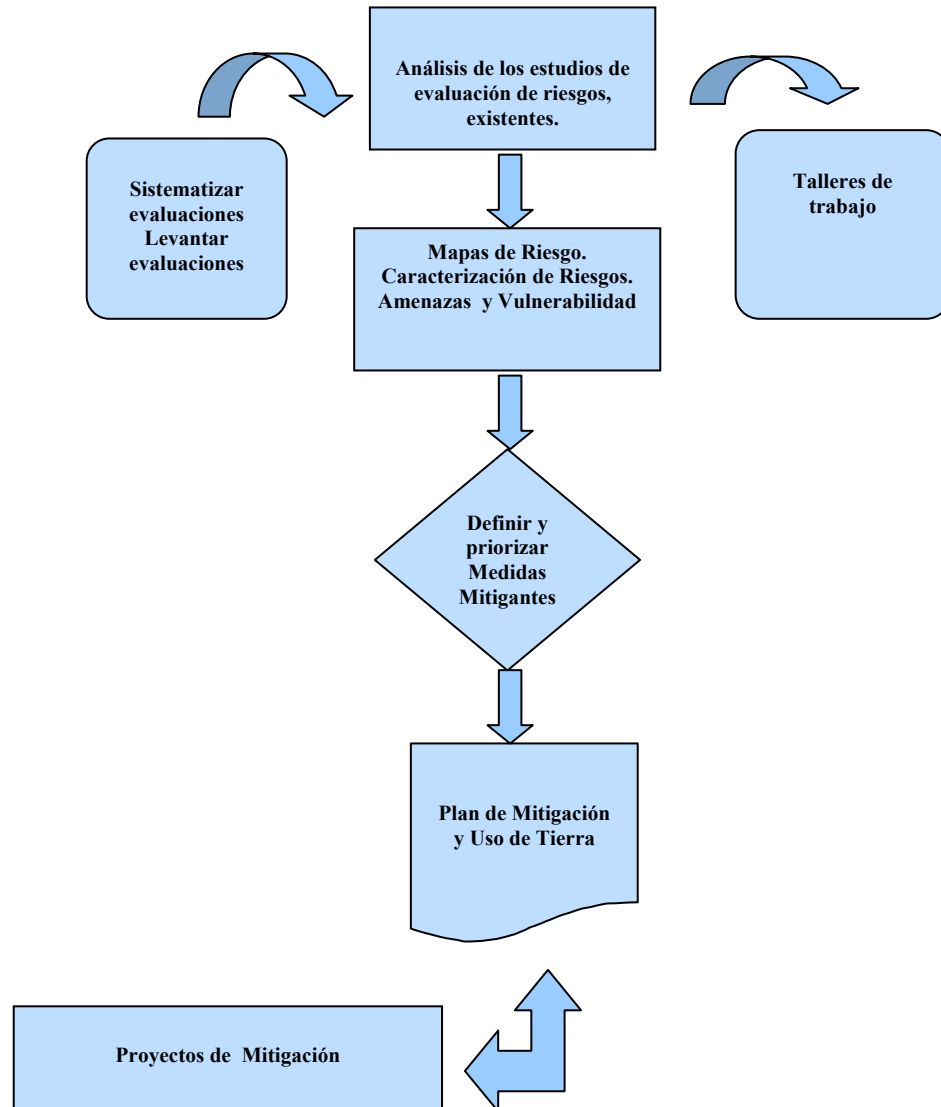 Análisis de los estudios de
evaluación de riesgos,
existentes.
Sistematizar
evaluaciones
Levantar
evaluaciones
Talleres de
trabajo
Mapas de Riesgo.
Caracterización de Riesgos.
Amenazas y Vulnerabilidad
Definir y
priorizar
Medidas
Mitigantes
Plan de Mitigación
y Uso de Tierra
Proyectos de Mitigación